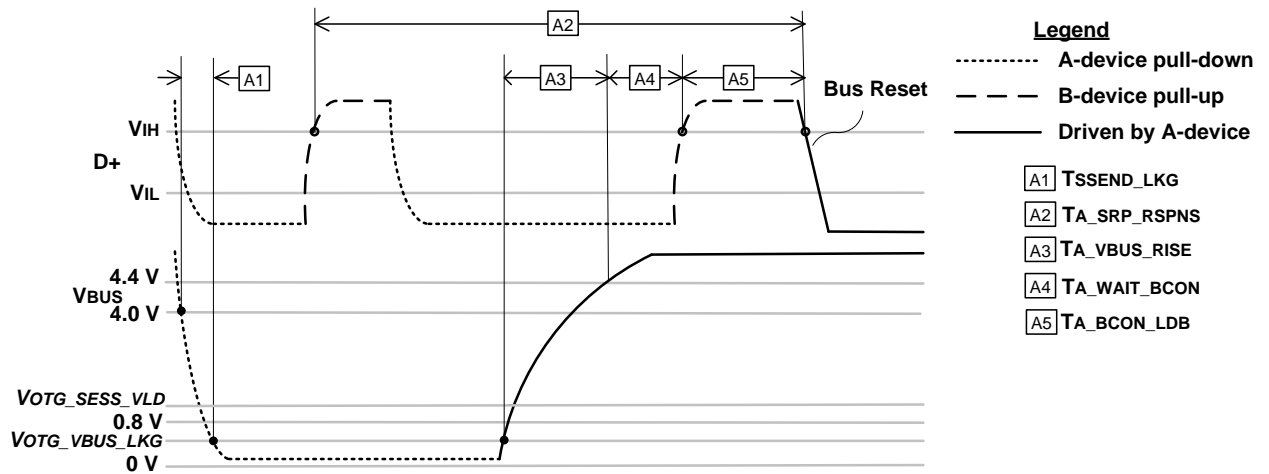 A2
A1
A3
A4
A5
Bus Reset
VIH
D+
VIL
4.4 V
VBUS
4.0 V
VOTG_SESS_VLD
0.8 V
VOTG_VBUS_LKG
0 V
Legend
A-device pull-down
B-device pull-up
Driven by A-device
A1 TSSEND_LKG
A2 TA_SRP_RSPNS
A3 TA_VBUS_RISE
A4 TA_WAIT_BCON
A5 TA_BCON_LDB